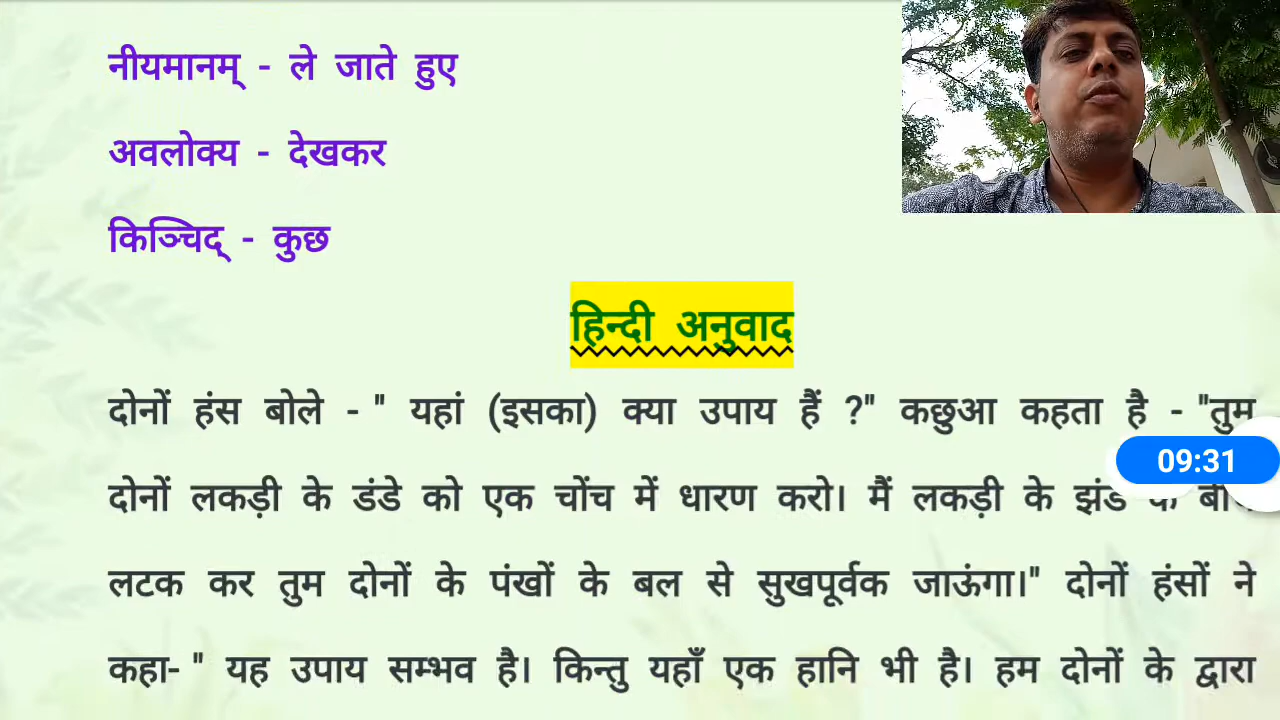 नीयमानम् - ले जाते हुए
अवलोक्य - देखकर
किञ्चिद् - कुछ
हिन्दी अनुवाद
दोनों हंस बोले - " यहां (इसका) क्या उपाय हैं ?" कछुआ कहता है - "तुम
09:31
दोनों लकड़ी के डंडे को एक चोंच में धारण करो। मैं लकड़ी के झंडे
लटक कर तुम दोनों के पंखों के बल से सुखपूर्वक जाऊंगा।" दोनों हंसों ने
कहा- " यह उपाय सम्भव है। किन्तु यहाँ एक हानि भी है। हम दोनों के द्वारा